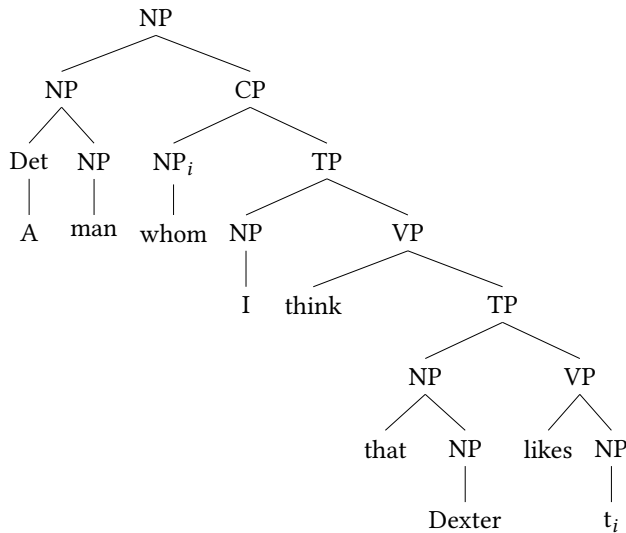 NP
NP CP
Det NP NP_i TP
A man whom NP VP
I think TP
NP VP
that NP likes NP
Dexter t_i